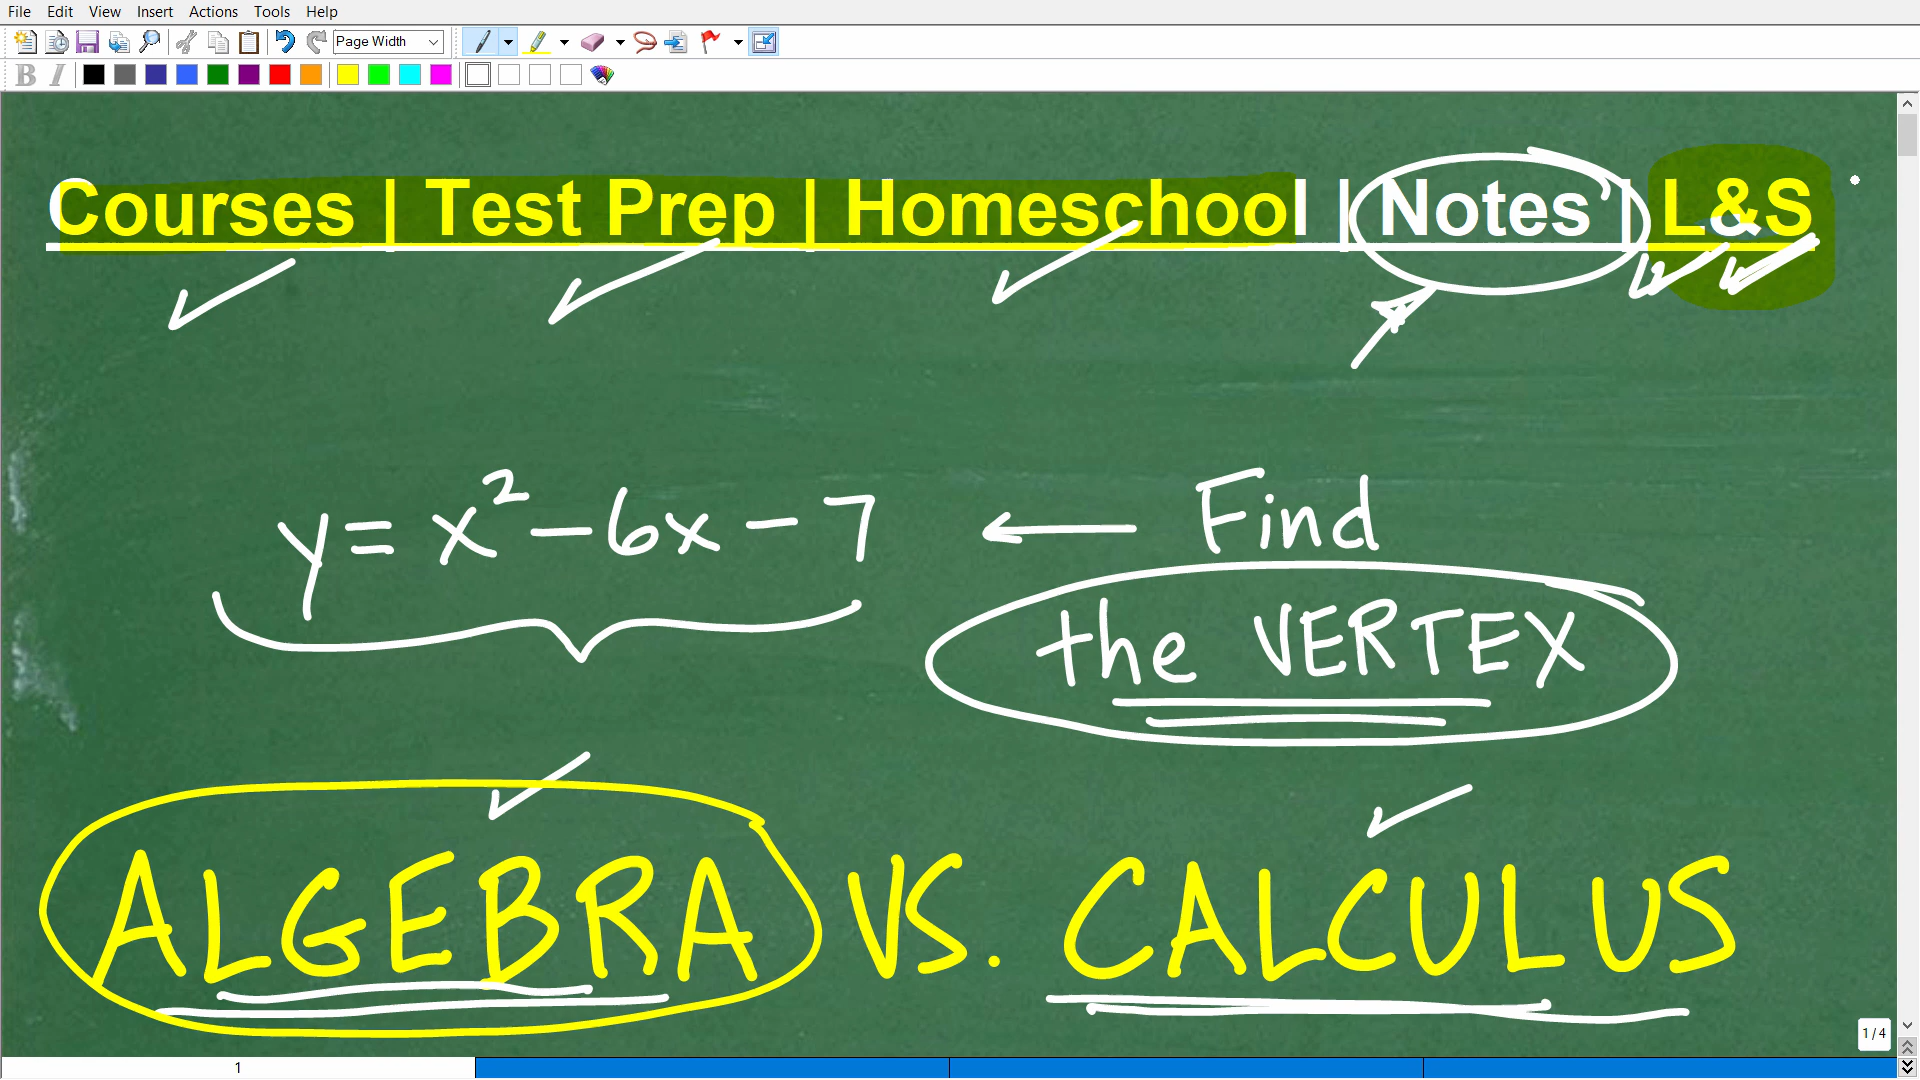 File Edit View Insert Actions Tools Help
Page Width
B I
Courses | Test Prep | Homeschool | Notes | L&S
y = x² - 6x - 7 ← Find
the VERTEX
ALGEBRA VS. CALCULUS
1 / 4
1